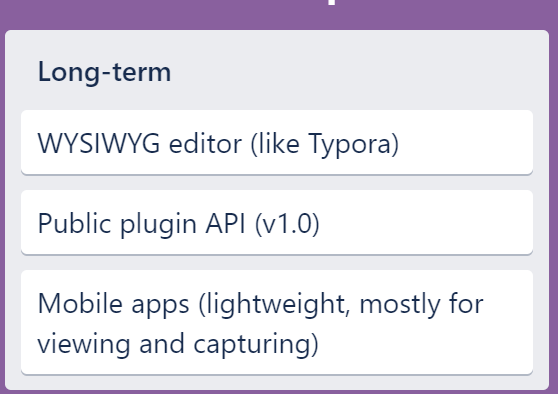 Long-term
WYSIWYG editor (like Typora)
Public plugin API (v1.0)
Mobile apps (lightweight, mostly for
viewing and capturing)